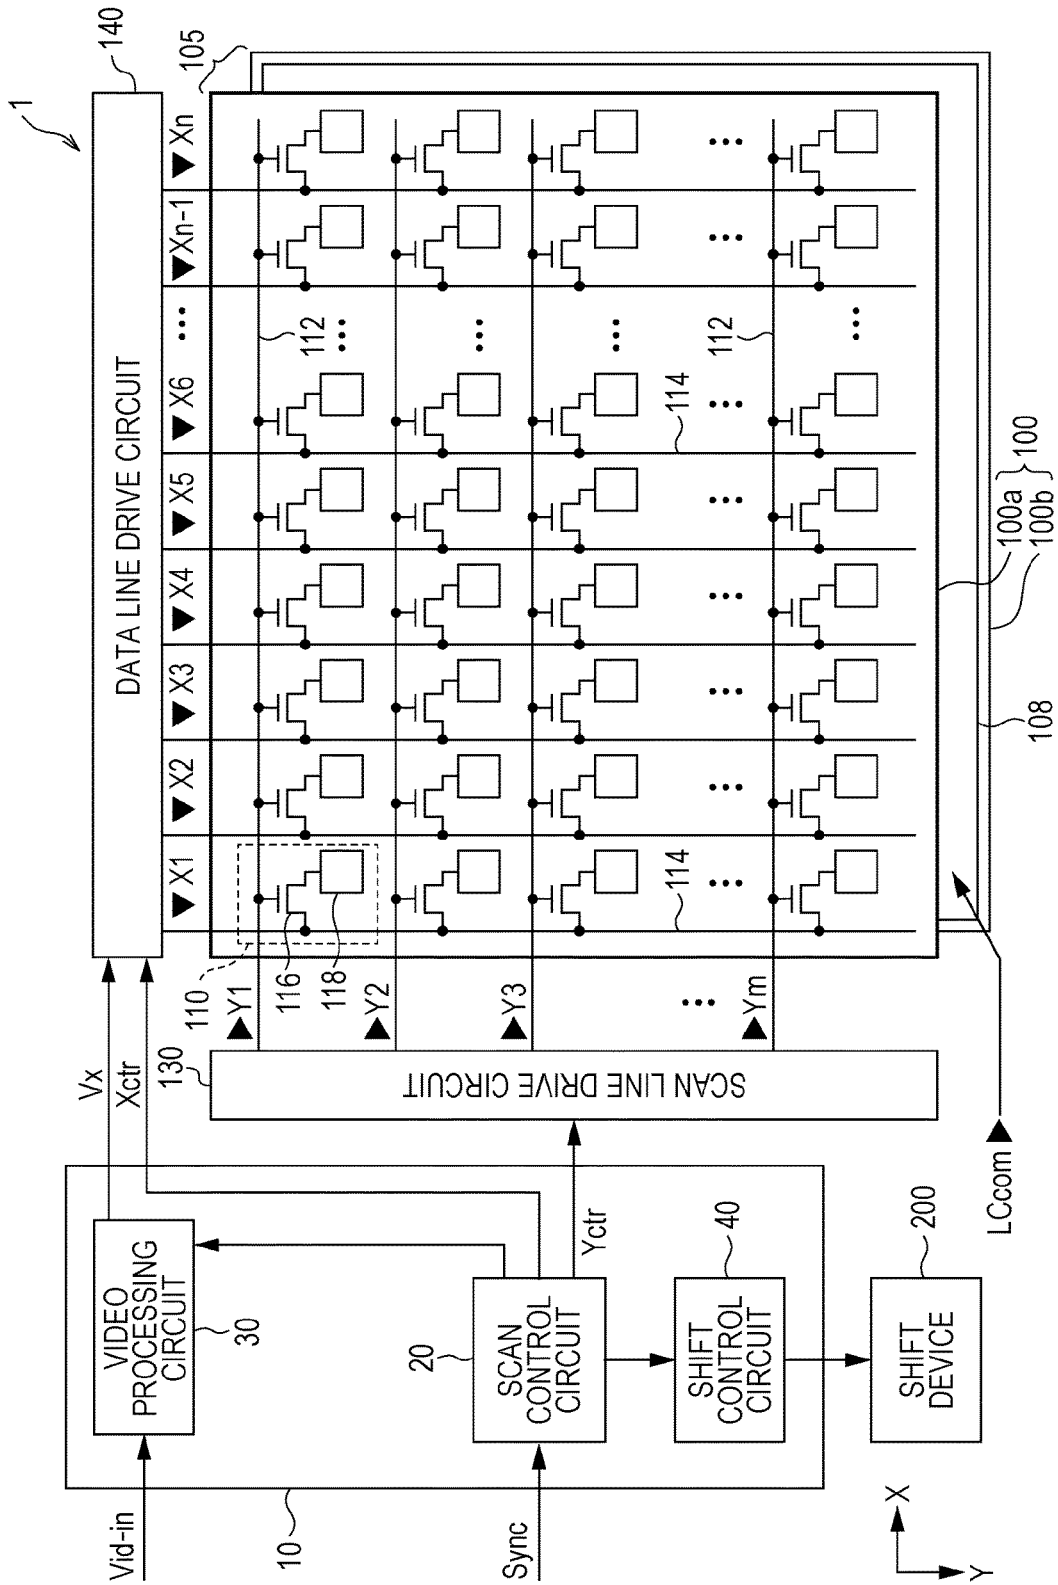 1
140
DATA LINE DRIVE CIRCUIT
105
X1
X2
X3
X4
X5
X6
•••
Xn-1
Xn
Vx
Xctr
130
SCAN LINE DRIVE CIRCUIT
Y1
Y2
Y3
•••
Ym
110
116
118
112
112
114
114
Vid-in
VIDEO
PROCESSING
CIRCUIT
30
10
Sync
20
SCAN
CONTROL
CIRCUIT
Yctr
SHIFT
CONTROL
CIRCUIT
40
SHIFT
DEVICE
200
LCcom
108
100a
100b
100
X
Y